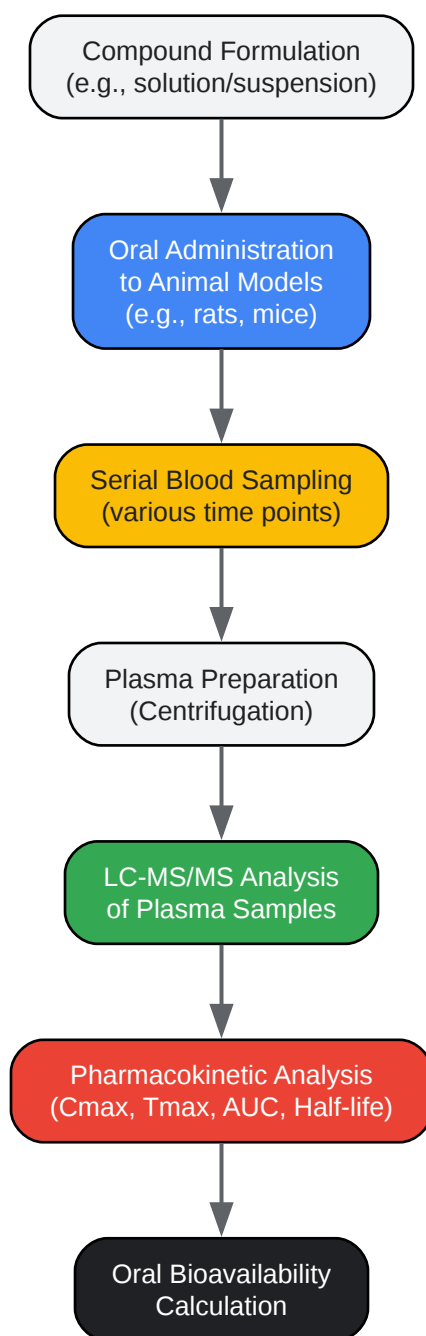 Compound Formulation
(e.g., solution/suspension)
Oral Administration
to Animal Models
(e.g., rats, mice)
Serial Blood Sampling
(various time points)
Plasma Preparation
(Centrifugation)
LC-MS/MS Analysis
of Plasma Samples
Pharmacokinetic Analysis
(Cmax, Tmax, AUC, Half-life)
Oral Bioavailability
Calculation